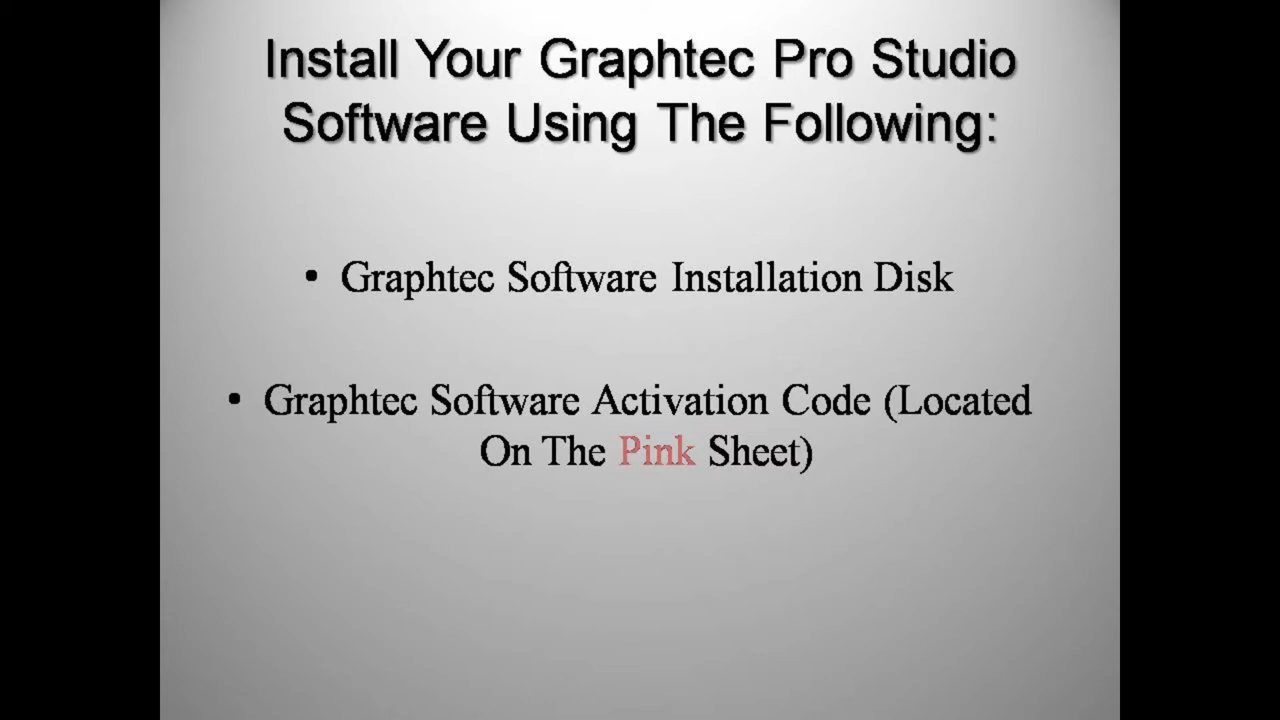 Install Your Graphtec Pro Studio
Software Using The Following:
• Graphtec Software Installation Disk
• Graphtec Software Activation Code (Located
On The Pink Sheet)